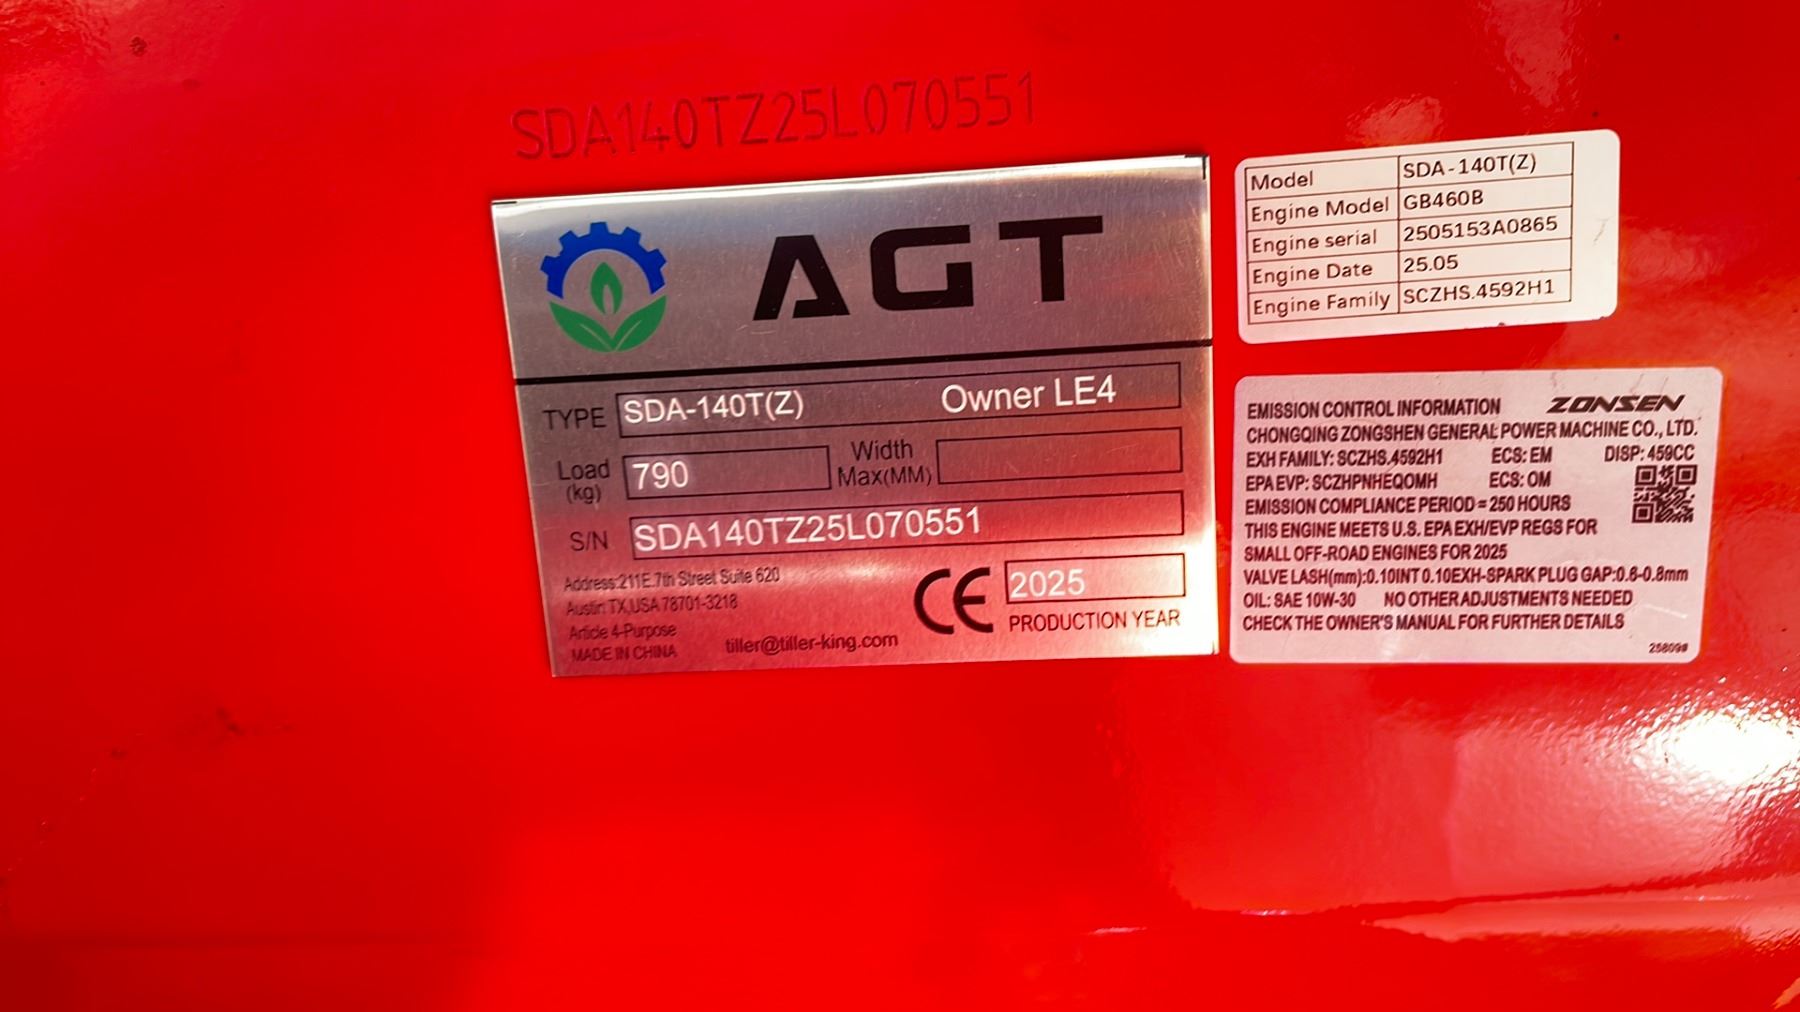 SDA140TZ25L070551
AGT
TYPE SDA-140T(Z) Owner LE4
Load (kg) 790 Width Max(MM)
S/N SDA140TZ25L070551
Address:211E.7th Street Suite 620
Austin TX,USA 78701-3218
Article 4-Purpose
MADE IN CHINA
tiller@tiller-king.com
CE 2025
PRODUCTION YEAR
Model SDA-140T(Z)
Engine Model GB460B
Engine serial 2505153A0865
Engine Date 25.05
Engine Family SCZHS.4592H1
EMISSION CONTROL INFORMATION ZONSEN
CHONGQING ZONGSHEN GENERAL POWER MACHINE CO., LTD.
EXH FAMILY: SCZHS.4592H1 ECS: EM DISP: 459CC
EPA EVP: SCZHPNHEQOMH ECS: OM
EMISSION COMPLIANCE PERIOD = 250 HOURS
THIS ENGINE MEETS U.S. EPA EXH/EVP REGS FOR
SMALL OFF-ROAD ENGINES FOR 2025
VALVE LASH(mm):0.10INT 0.10EXH-SPARK PLUG GAP:0.6-0.8mm
OIL: SAE 10W-30 NO OTHER ADJUSTMENTS NEEDED
CHECK THE OWNER'S MANUAL FOR FURTHER DETAILS